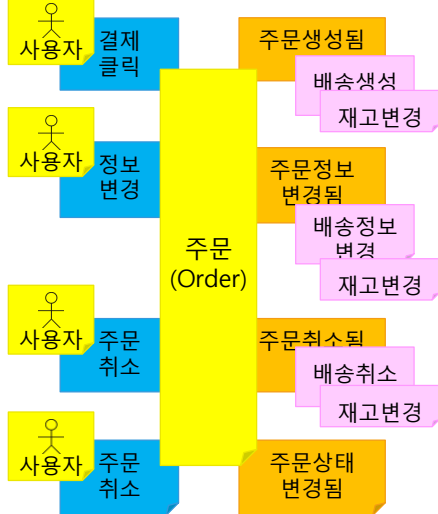 사용자
결제
클릭
주문생성됨
배송생성
재고변경
사용자
정보
변경
주문정보
변경됨
배송정보
변경
재고변경
주문
(Order)
사용자
주문
취소
주문취소됨
배송취소
재고변경
사용자
주문
취소
주문상태
변경됨